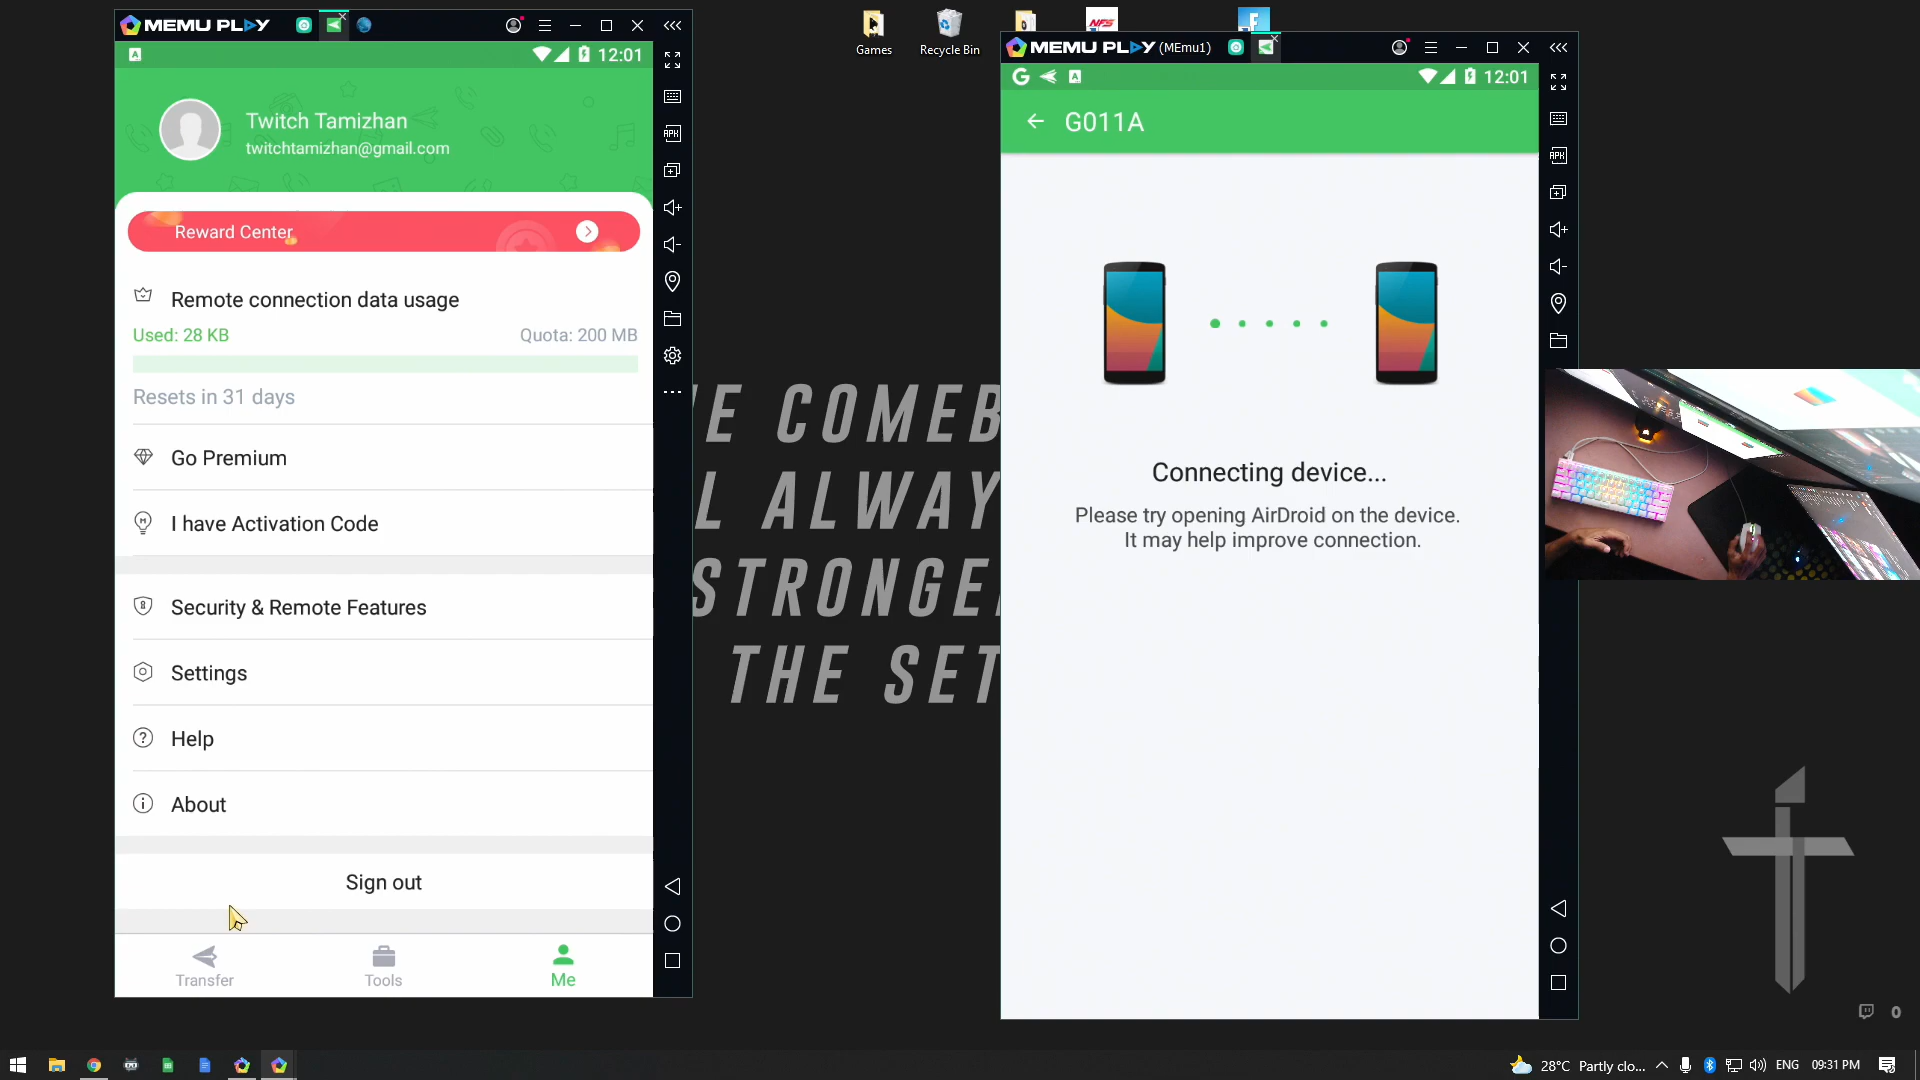 MEMU PLAY
12:01
Twitch Tamizhan
twitchtamizhan@gmail.com
Reward Center
Remote connection data usage
Used: 28 KB
Quota: 200 MB
Resets in 31 days
Go Premium
I have Activation Code
Security & Remote Features
Settings
Help
About
Sign out
Transfer
Tools
Me
APK
Games
Recycle Bin
NFS
E COMEB
L ALWAY
STRONGE
THE SET
MEMU PLAY (MEmu1)
12:01
G011A
Connecting device...
Please try opening AirDroid on the device.
It may help improve connection.
APK
0
28°C Partly clo...
ENG
09:31 PM